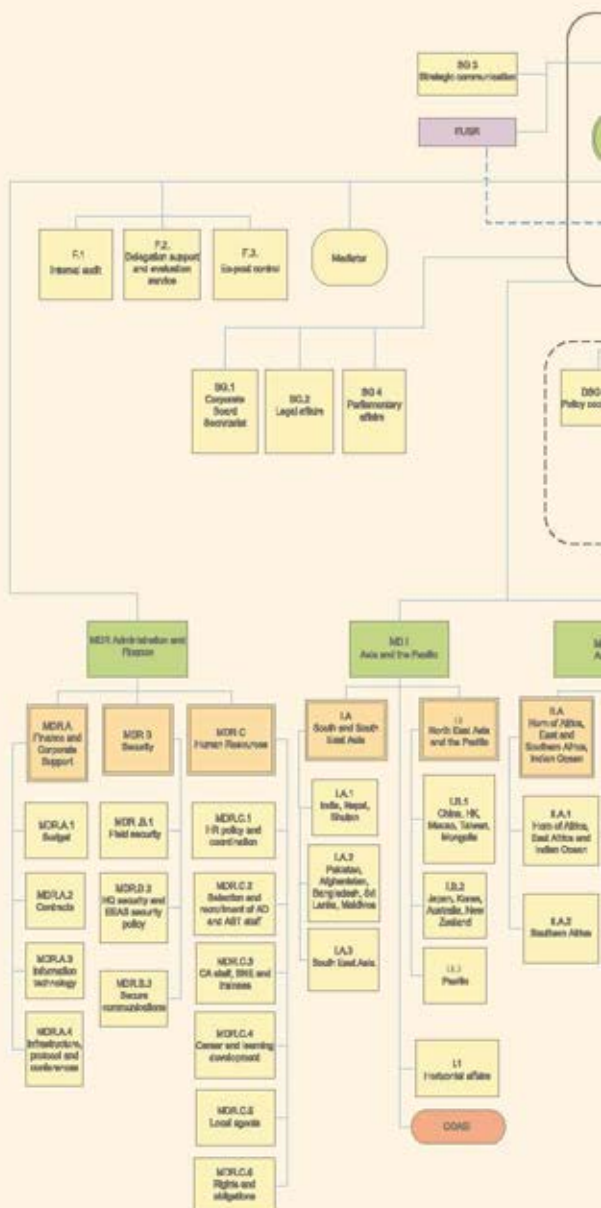 SG 5
Strategic communication
EUSR
F.1
Internal audit
F.2.
Delegation support
and evaluation
service
F.3.
Ex-post control
Mediator
SG.1
Corporate
Board
Secretariat
SG.2
Legal affairs
SG 4
Parliamentary
affairs
Policy
MDR Administration and
Finance
MD.I
Asia and the Pacific
MDR.A
Finance and
Corporate
Support
MDR B
Security
MDR C
Human Resources
I.A
South and South
East Asia
North East Asia
and the Pacific
II.A
Horn of Africa,
East and
Southern Africa,
Indian Ocean
MDR.A.1
Budget
MDR.B.1
Field security
MDR.C.1
HR policy and
coordination
I.A.1
India, Nepal,
Bhutan
I.B.1
China, HK,
Macao, Taiwan,
Mongolia
II.A.1
Horn of Africa,
East Africa and
Indian Ocean
MDR.A.2
Contracts
MDR.B.2
HQ security and
EEAS security
policy
MDR.C.2
Selection and
recruitment of AD
and AST staff
I.A.2
Pakistan,
Afghanistan,
Bangladesh, Sri
Lanka, Maldives
I.B.2
Japan, Korea,
Australia, New
Zealand
II.A.2
Southern Africa
MDR.A.3
Information
technology
MDR.B.3
Secure
communications
MDR.C.3
CA staff, SNE and
trainees
I.A.3
South East Asia
Pacific
MDR.A.4
Infrastructure,
protocol and
conferences
MDR.C.4
Career and learning
development
I.1
Horizontal affairs
MDR.C.5
Local agents
COASI
MDR.C.6
Rights and
obligations